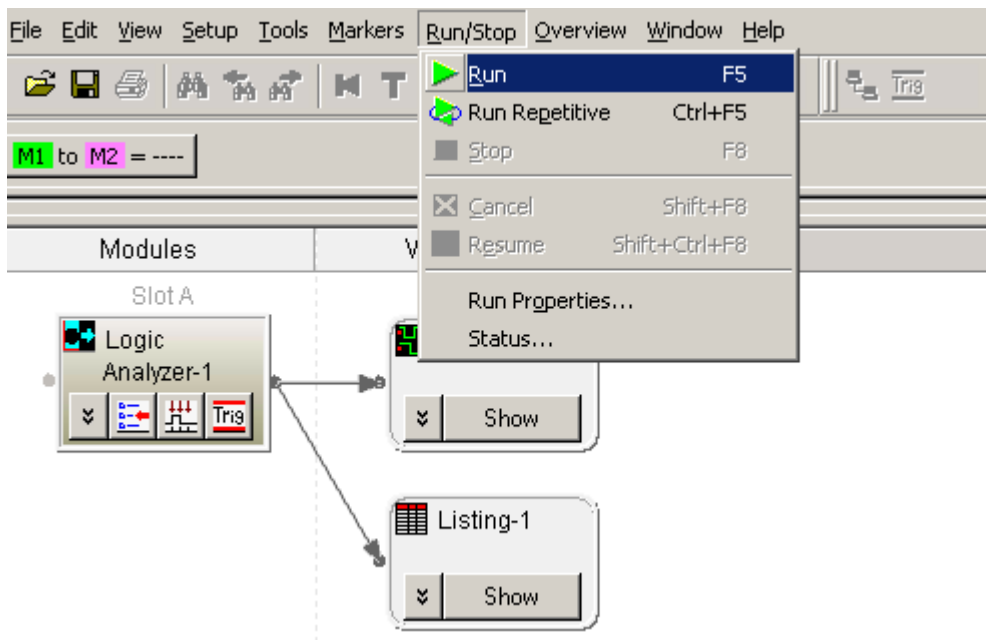 File Edit View Setup Tools Markers Run/Stop Overview Window Help
T
Trig
M1 to M2 = ----
Run F5
Run Repetitive Ctrl+F5
Stop F8
Cancel Shift+F8
Resume Shift+Ctrl+F8
Run Properties...
Status...
Modules
V
Slot A
Logic
Analyzer-1
Trig
Show
Listing-1
Show